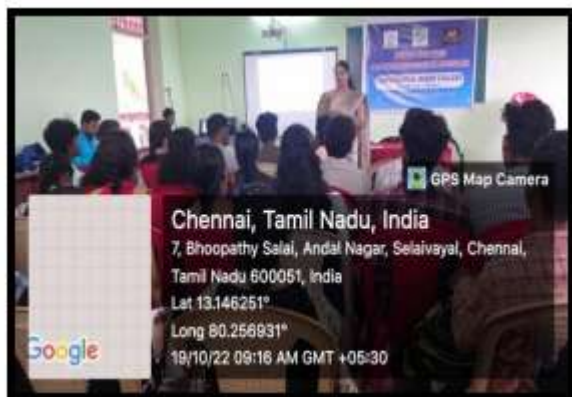 GPS Map Camera
Chennai, Tamil Nadu, India
7, Bhoopathy Salai, Andal Nagar, Selaivayal, Chennai,
Tamil Nadu 600051, India
Lat 13.146251°
Long 80.256931°
19/10/22 09:16 AM GMT +05:30
Google